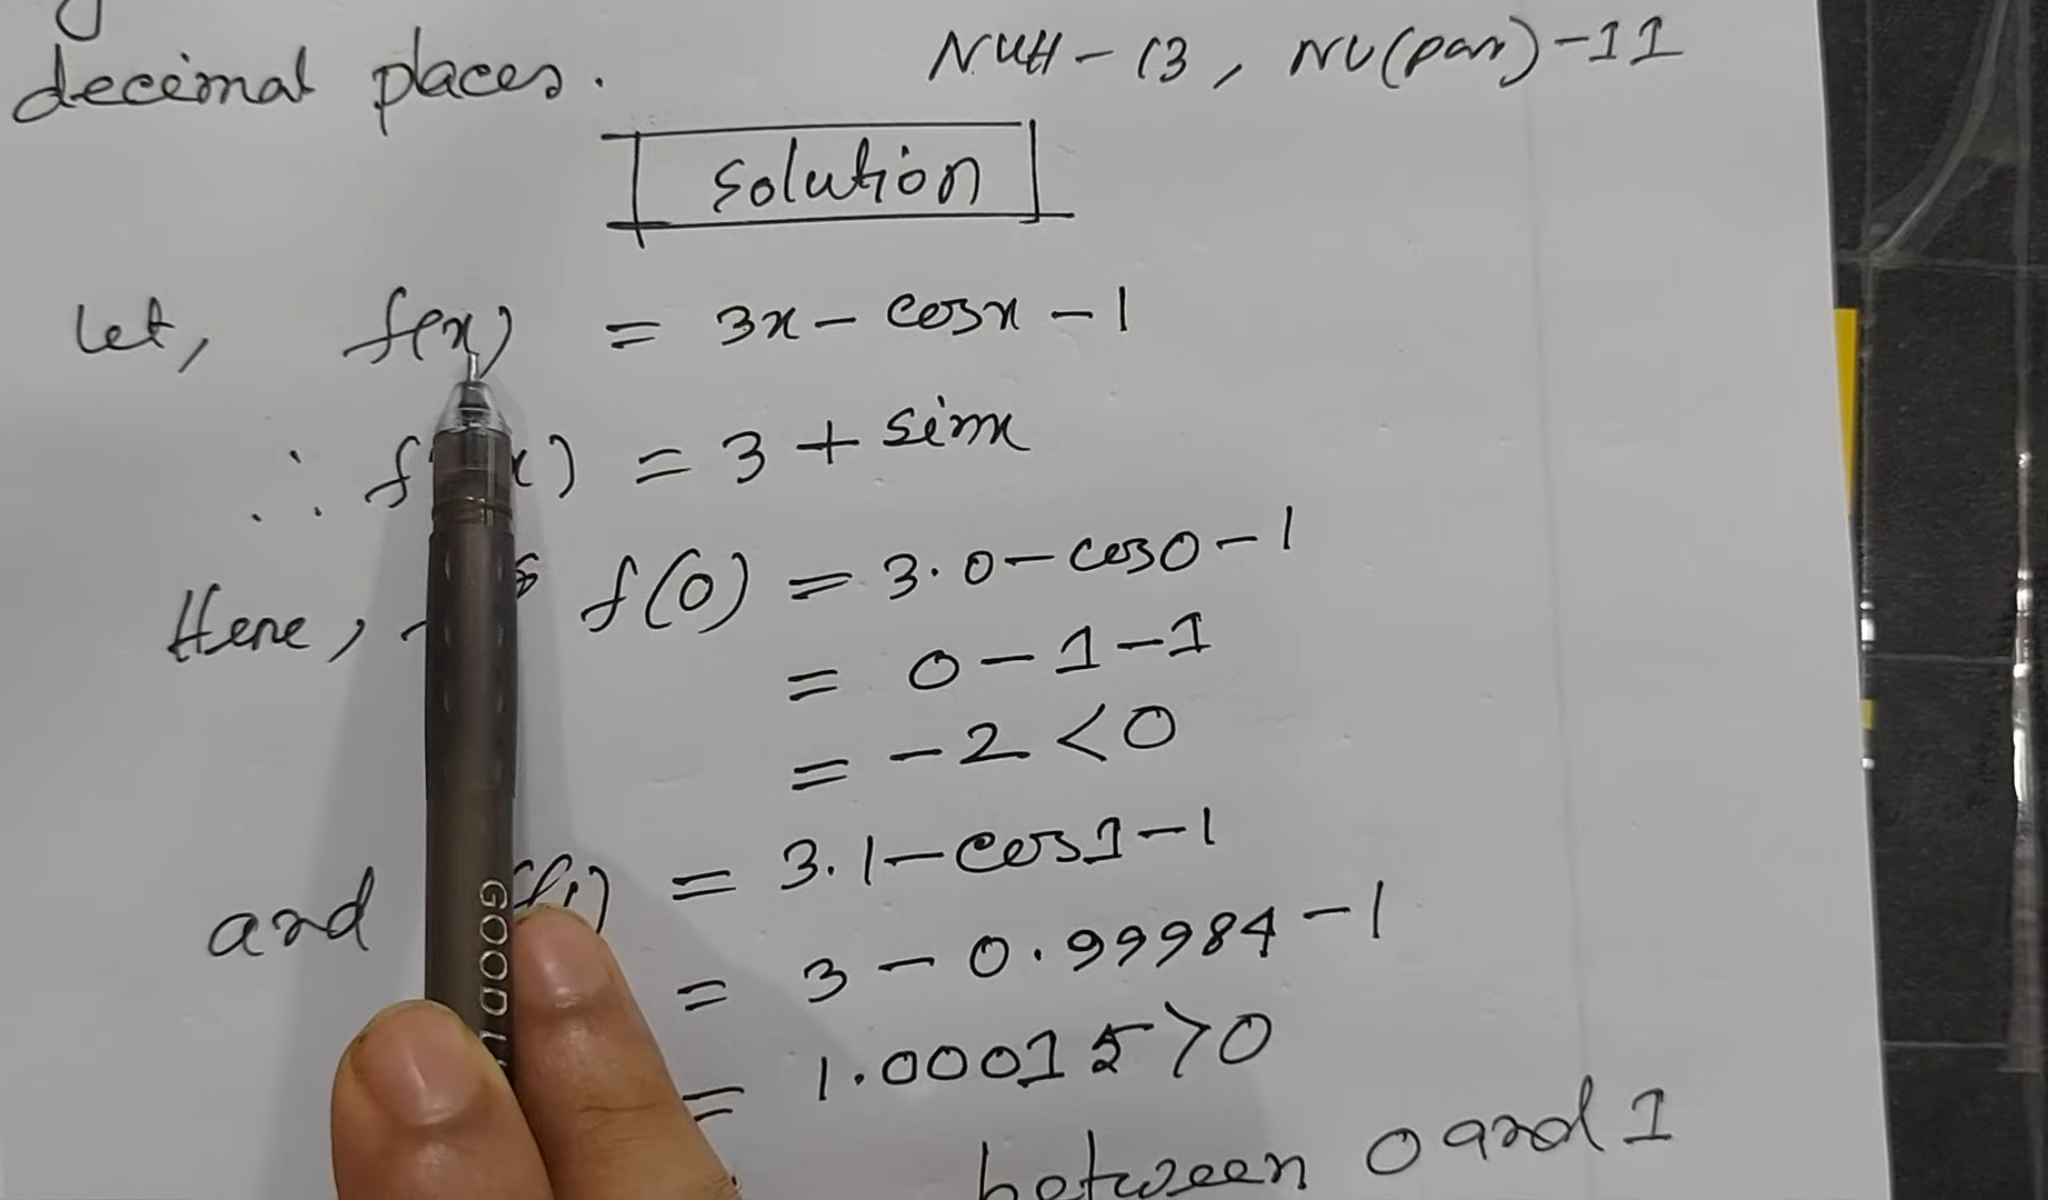 decimal places.
NUH-13, NU(pass)-11
Solution
Let, f(x) = 3x - cosx - 1
∴ f x) = 3 + sinx
Here, f(0) = 3.0 - cos0 - 1
= 0 - 1 - 1
= -2 < 0
and = 3.1 - cos1 - 1
= 3 - 0.99984 - 1
= 1.00015 > 0
between 0 and 1
GOOD